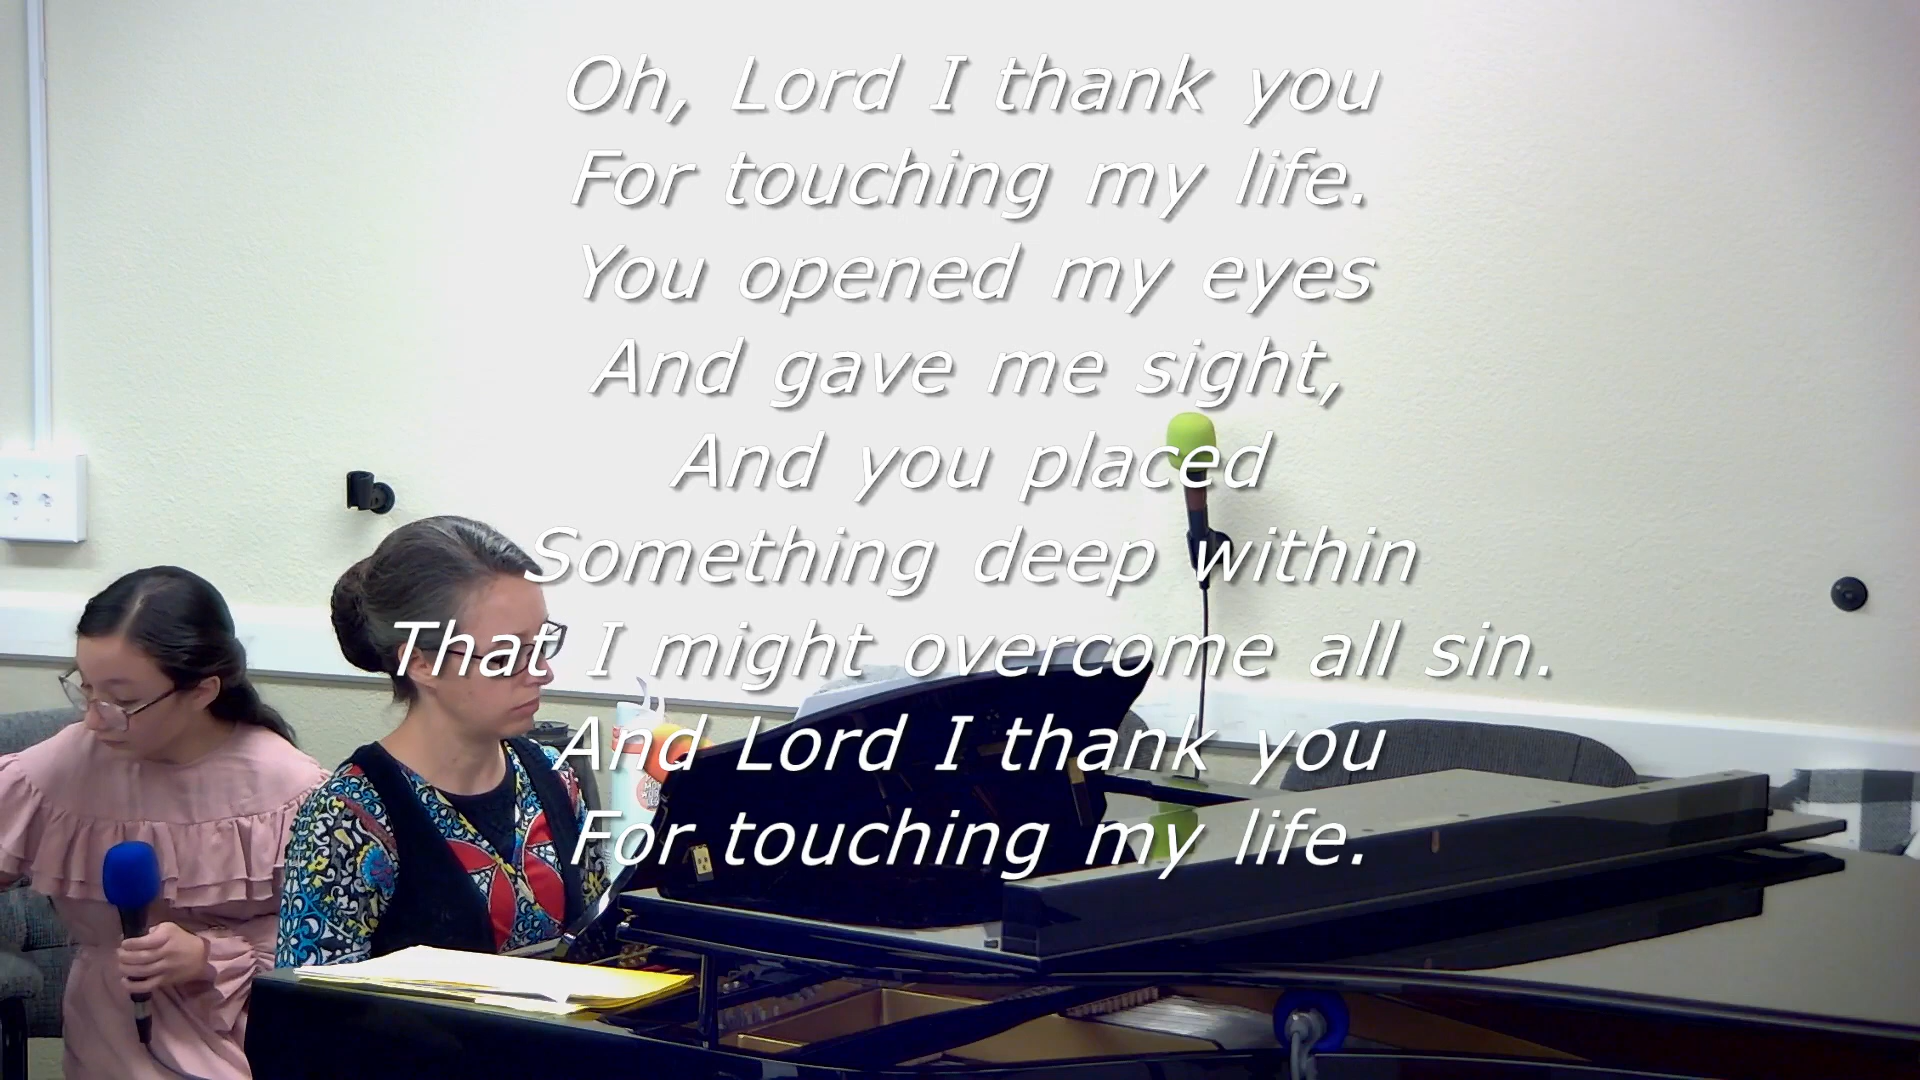 Oh, Lord I thank you
For touching my life.
You opened my eyes
And gave me sight,
And you placed
Something deep within
That I might overcome all sin.
And Lord I thank you
For touching my life.